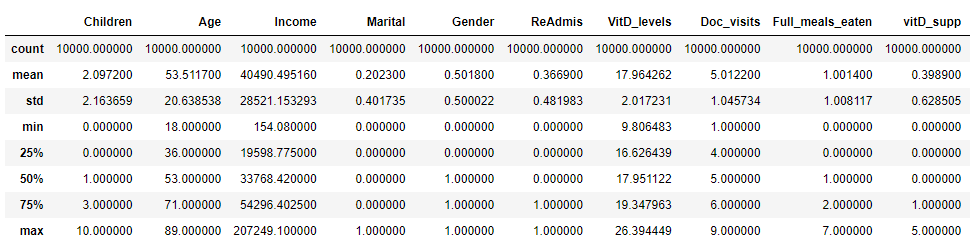 Children Age Income Marital Gender ReAdmis VitD_levels Doc_visits Full_meals_eaten vitD_supp
count 10000.000000 10000.000000 10000.000000 10000.000000 10000.000000 10000.000000 10000.000000 10000.000000 10000.000000 10000.000000
mean 2.097200 53.511700 40490.495160 0.202300 0.501800 0.366900 17.964262 5.012200 1.001400 0.398900
std 2.163659 20.638538 28521.153293 0.401735 0.500022 0.481983 2.017231 1.045734 1.008117 0.628505
min 0.000000 18.000000 154.080000 0.000000 0.000000 0.000000 9.806483 1.000000 0.000000 0.000000
25% 0.000000 36.000000 19598.775000 0.000000 0.000000 0.000000 16.626439 4.000000 0.000000 0.000000
50% 1.000000 53.000000 33768.420000 0.000000 1.000000 0.000000 17.951122 5.000000 1.000000 0.000000
75% 3.000000 71.000000 54296.402500 0.000000 1.000000 1.000000 19.347963 6.000000 2.000000 1.000000
max 10.000000 89.000000 207249.100000 1.000000 1.000000 1.000000 26.394449 9.000000 7.000000 5.000000